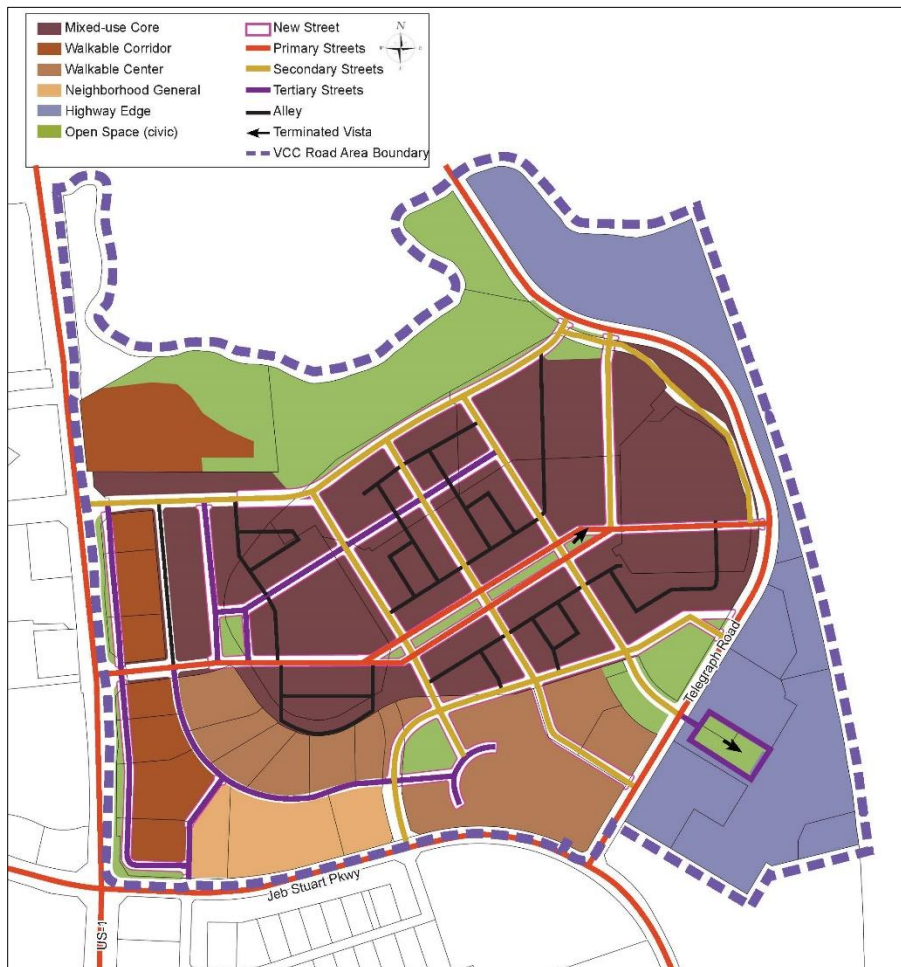 Mixed-use Core
Walkable Corridor
Walkable Center
Neighborhood General
Highway Edge
Open Space (civic)
New Street
Primary Streets
Secondary Streets
Tertiary Streets
Alley
Terminated Vista
VCC Road Area Boundary
N
Telegraph Road
Jeb Stuart Pkwy
US-1